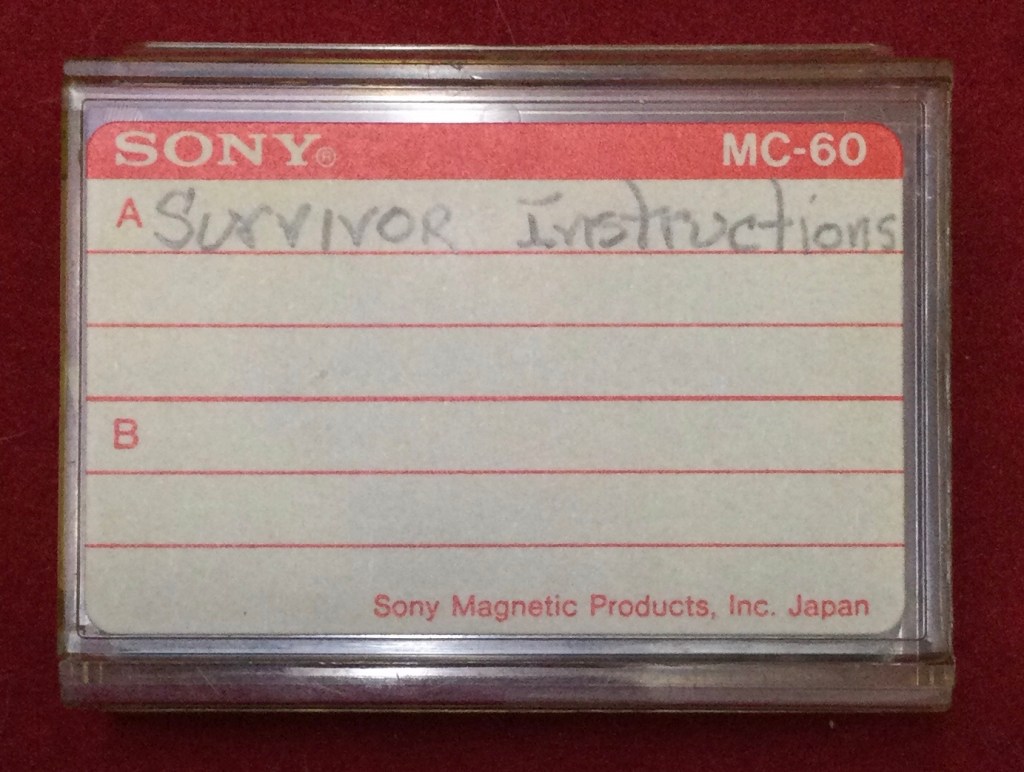 SONY® MC-60
A Survivor Instructions
B
Sony Magnetic Products, Inc. Japan